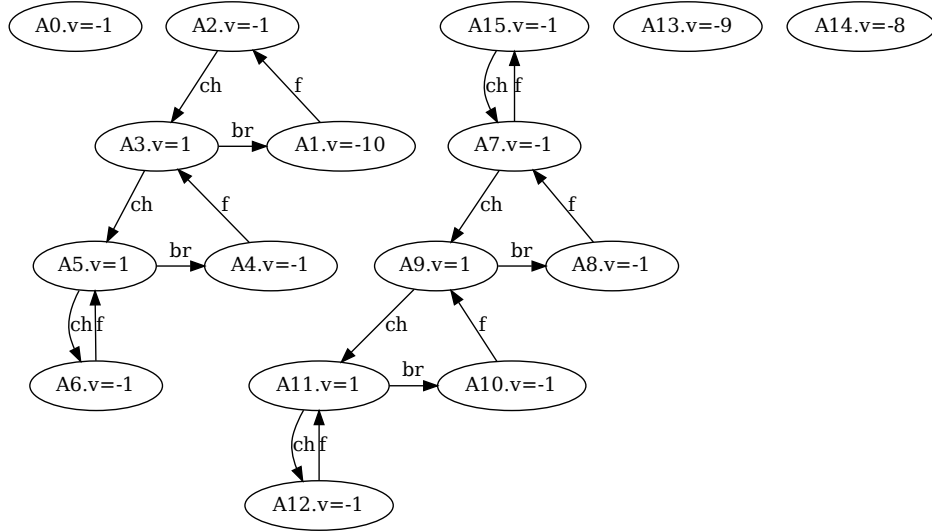 A0.v=-1
A2.v=-1
A15.v=-1
A13.v=-9
A14.v=-8
ch
f
ch
f
A3.v=1
br
A1.v=-10
A7.v=-1
ch
f
ch
f
A5.v=1
br
A4.v=-1
A9.v=1
br
A8.v=-1
ch
f
ch
f
A6.v=-1
A11.v=1
br
A10.v=-1
ch
f
A12.v=-1